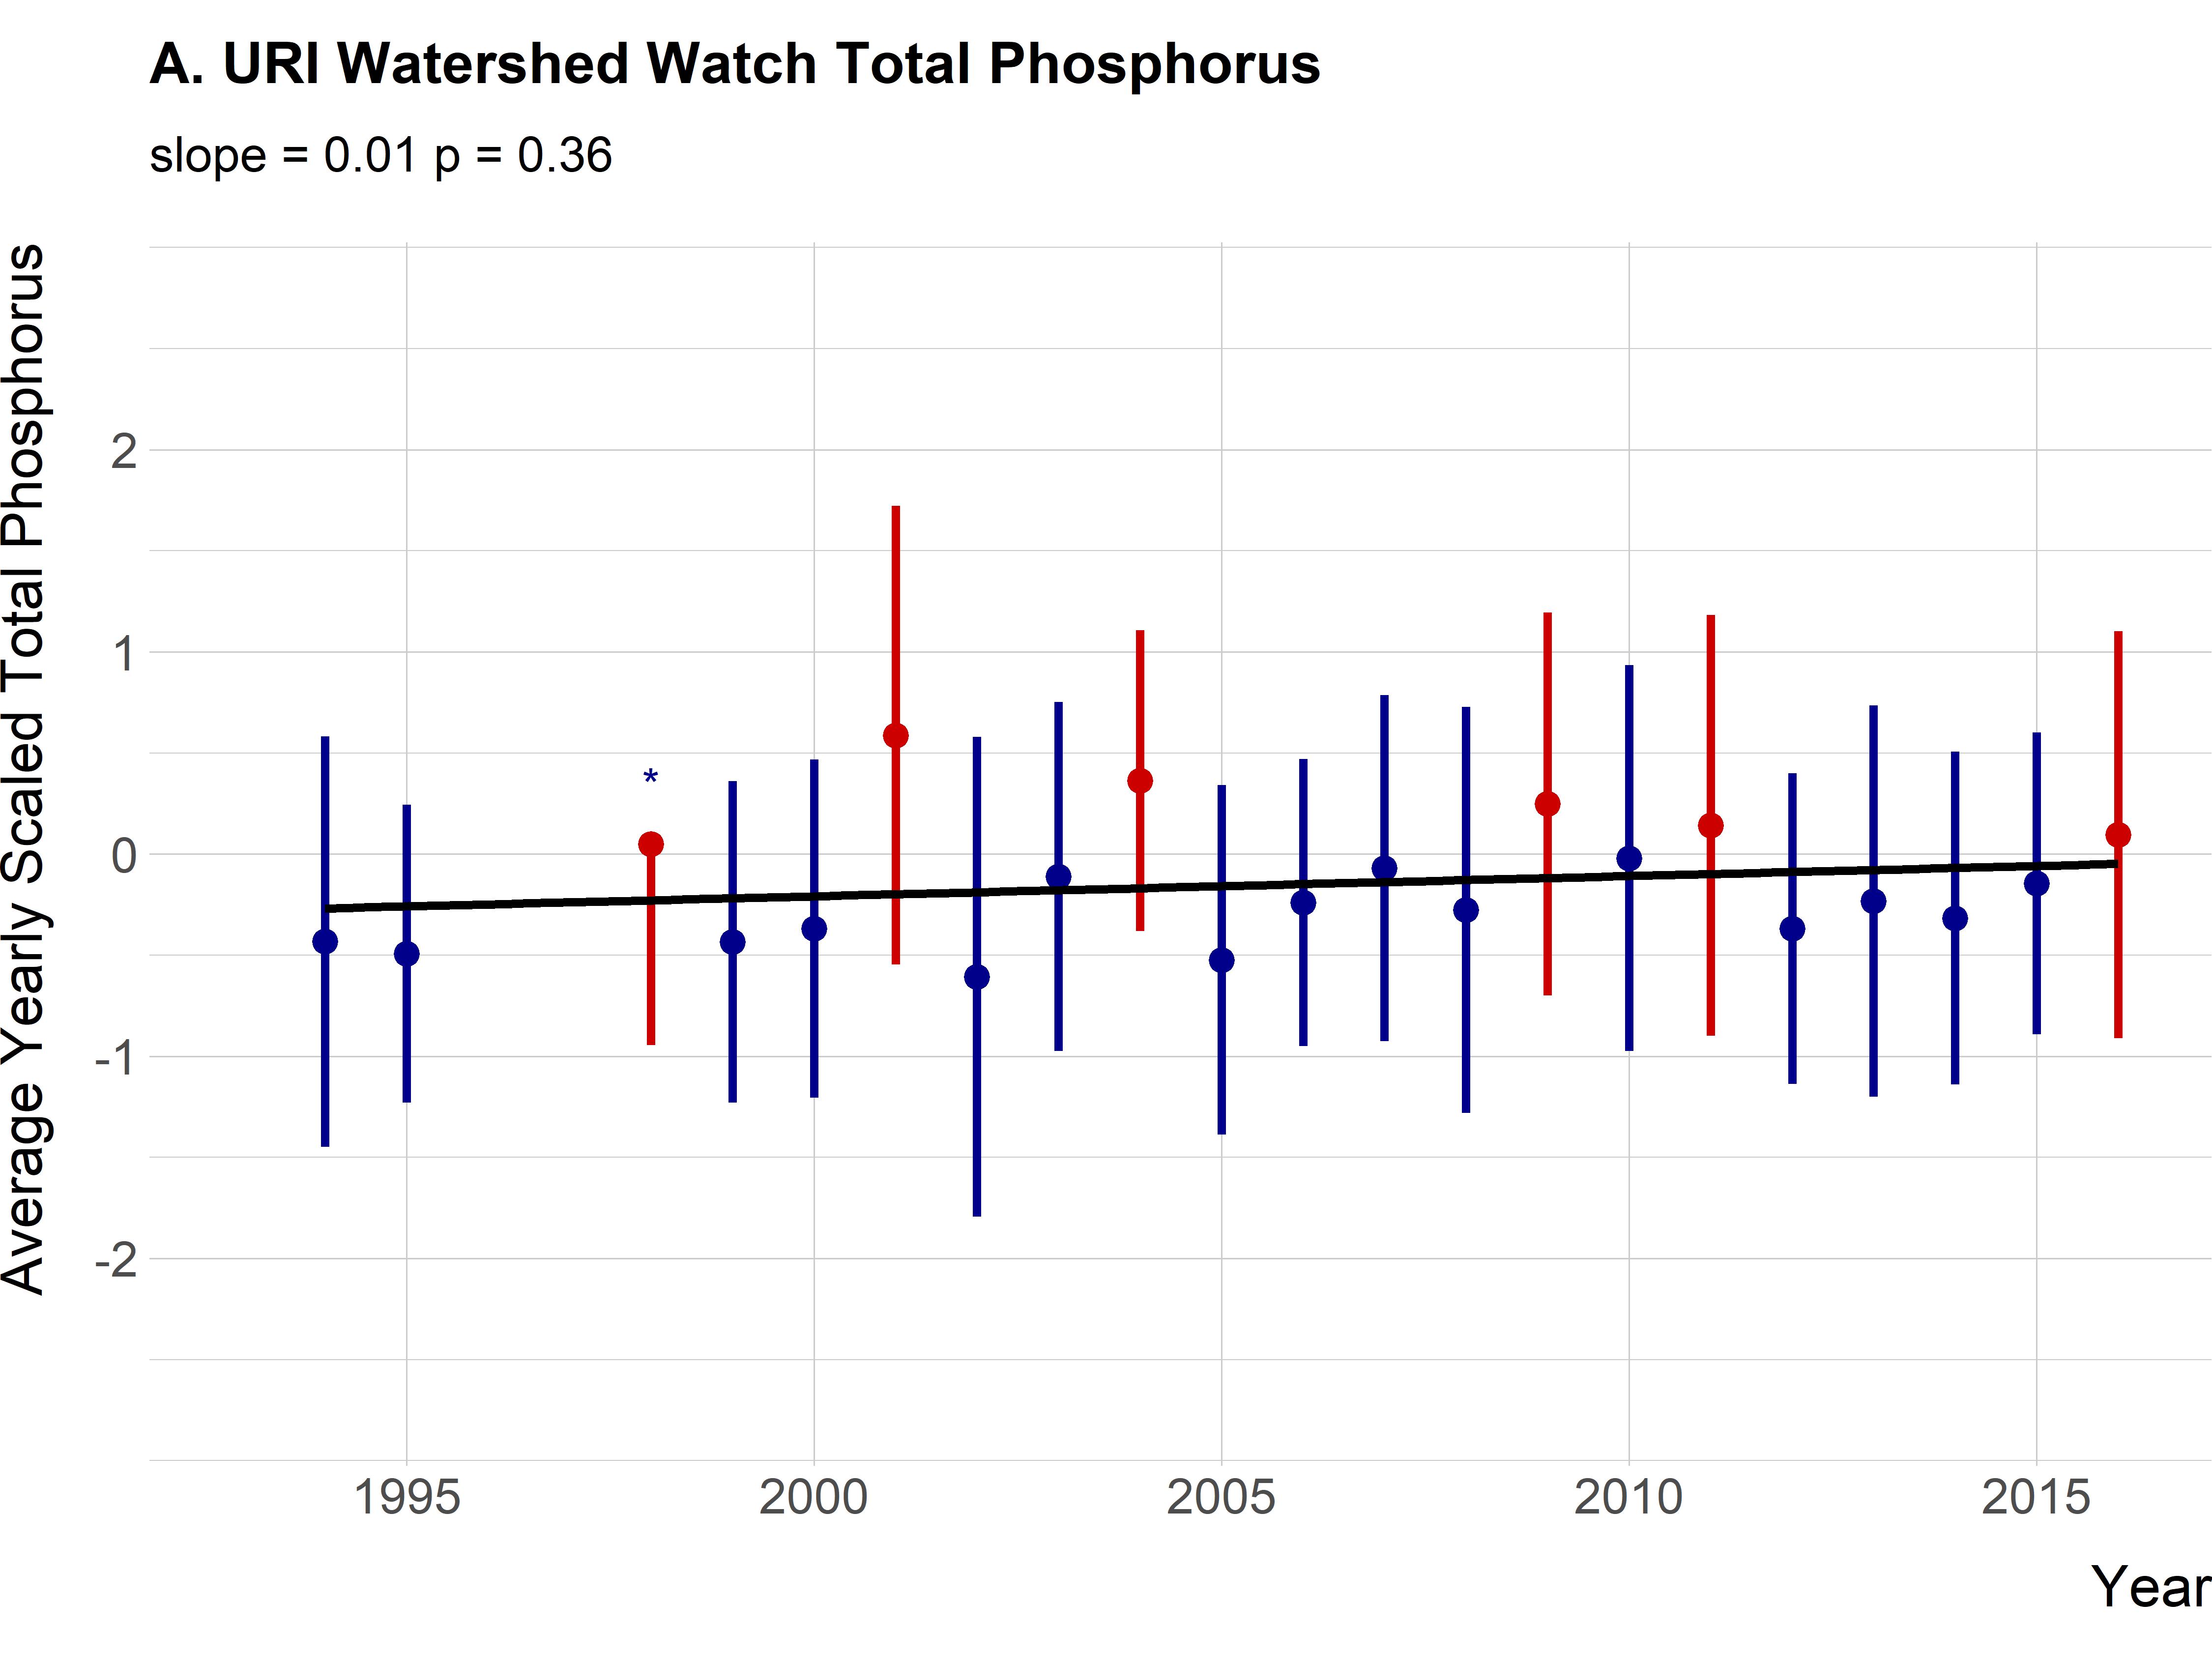 A. URI Watershed Watch Total Phosphorus
slope = 0.01 p = 0.36
Average Yearly Scaled Total Phosphorus
2
1
*
0
-1
-2
1995 2000 2005 2010 2015
Year